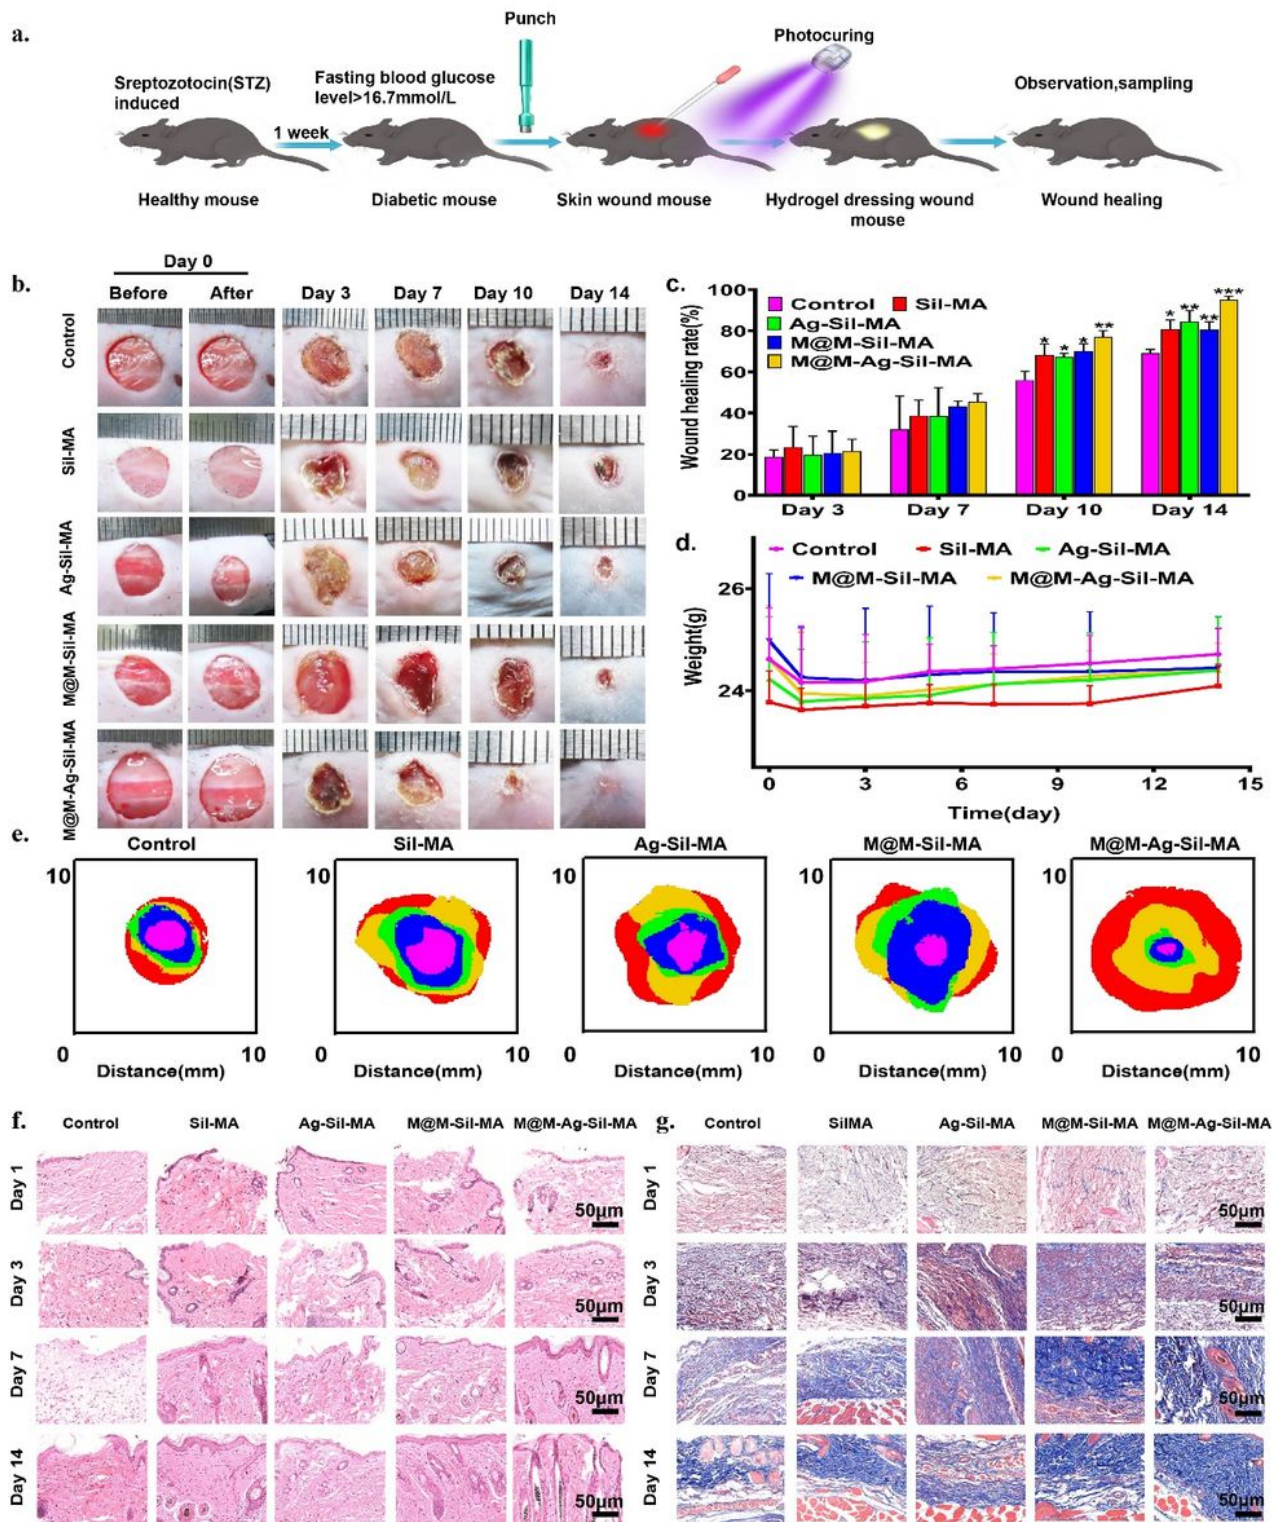 a.
Punch
Photocuring
Sreptozotocin(STZ)
induced
Fasting blood glucose
level>16.7mmol/L
Observation,sampling
1 week
Healthy mouse
Diabetic mouse
Skin wound mouse
Hydrogel dressing wound
mouse
Wound healing
b.
Day 0
Before After Day 3 Day 7 Day 10 Day 14
Control
Sil-MA
Ag-Sil-MA
M@M-Sil-MA
M@M-Ag-Sil-MA
c.
Wound healing rate(%)
100
80
60
40
20
0
Control Sil-MA
Ag-Sil-MA
M@M-Sil-MA
M@M-Ag-Sil-MA
* * * **
* ** ** ***
Day 3 Day 7 Day 10 Day 14
d.
Control Sil-MA Ag-Sil-MA
M@M-Sil-MA M@M-Ag-Sil-MA
Weight(g)
26
24
0 3 6 9 12 15
Time(day)
e.
Control Sil-MA Ag-Sil-MA M@M-Sil-MA M@M-Ag-Sil-MA
10 10 10 10 10
0 10 0 10 0 10 0 10 0 10
Distance(mm) Distance(mm) Distance(mm) Distance(mm) Distance(mm)
f.
Control Sil-MA Ag-Sil-MA M@M-Sil-MA M@M-Ag-Sil-MA
Day 1
50μm
Day 3
50μm
Day 7
50μm
Day 14
50μm
g.
Control SilMA Ag-Sil-MA M@M-Sil-MA M@M-Ag-Sil-MA
Day 1
50μm
Day 3
50μm
Day 7
50μm
Day 14
50μm